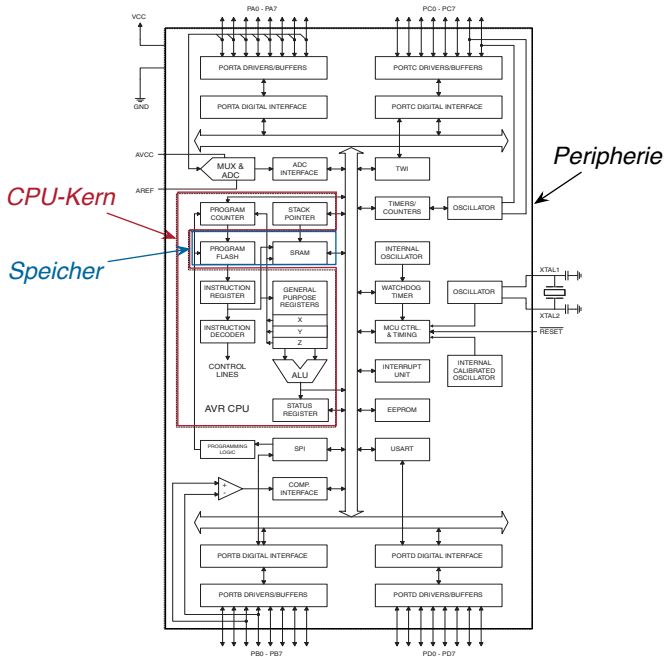 PA0 - PA7
PC0 - PC7
VCC
GND
PORTA DRIVERS/BUFFERS
PORTC DRIVERS/BUFFERS
PORTA DIGITAL INTERFACE
PORTC DIGITAL INTERFACE
AVCC
AREF
MUX &
ADC
ADC
INTERFACE
TWI
Peripherie
CPU-Kern
Speicher
PROGRAM
COUNTER
STACK
POINTER
TIMERS/
COUNTERS
OSCILLATOR
PROGRAM
FLASH
SRAM
INTERNAL
OSCILLATOR
INSTRUCTION
REGISTER
GENERAL
PURPOSE
REGISTERS
X
Y
Z
WATCHDOG
TIMER
OSCILLATOR
XTAL1
XTAL2
RESET
INSTRUCTION
DECODER
MCU CTRL.
& TIMING
CONTROL
LINES
ALU
INTERRUPT
UNIT
INTERNAL
CALIBRATED
OSCILLATOR
AVR CPU
STATUS
REGISTER
EEPROM
PROGRAMMING
LOGIC
SPI
USART
+
-
COMP.
INTERFACE
PORTB DIGITAL INTERFACE
PORTD DIGITAL INTERFACE
PORTB DRIVERS/BUFFERS
PORTD DRIVERS/BUFFERS
PB0 - PB7
PD0 - PD7